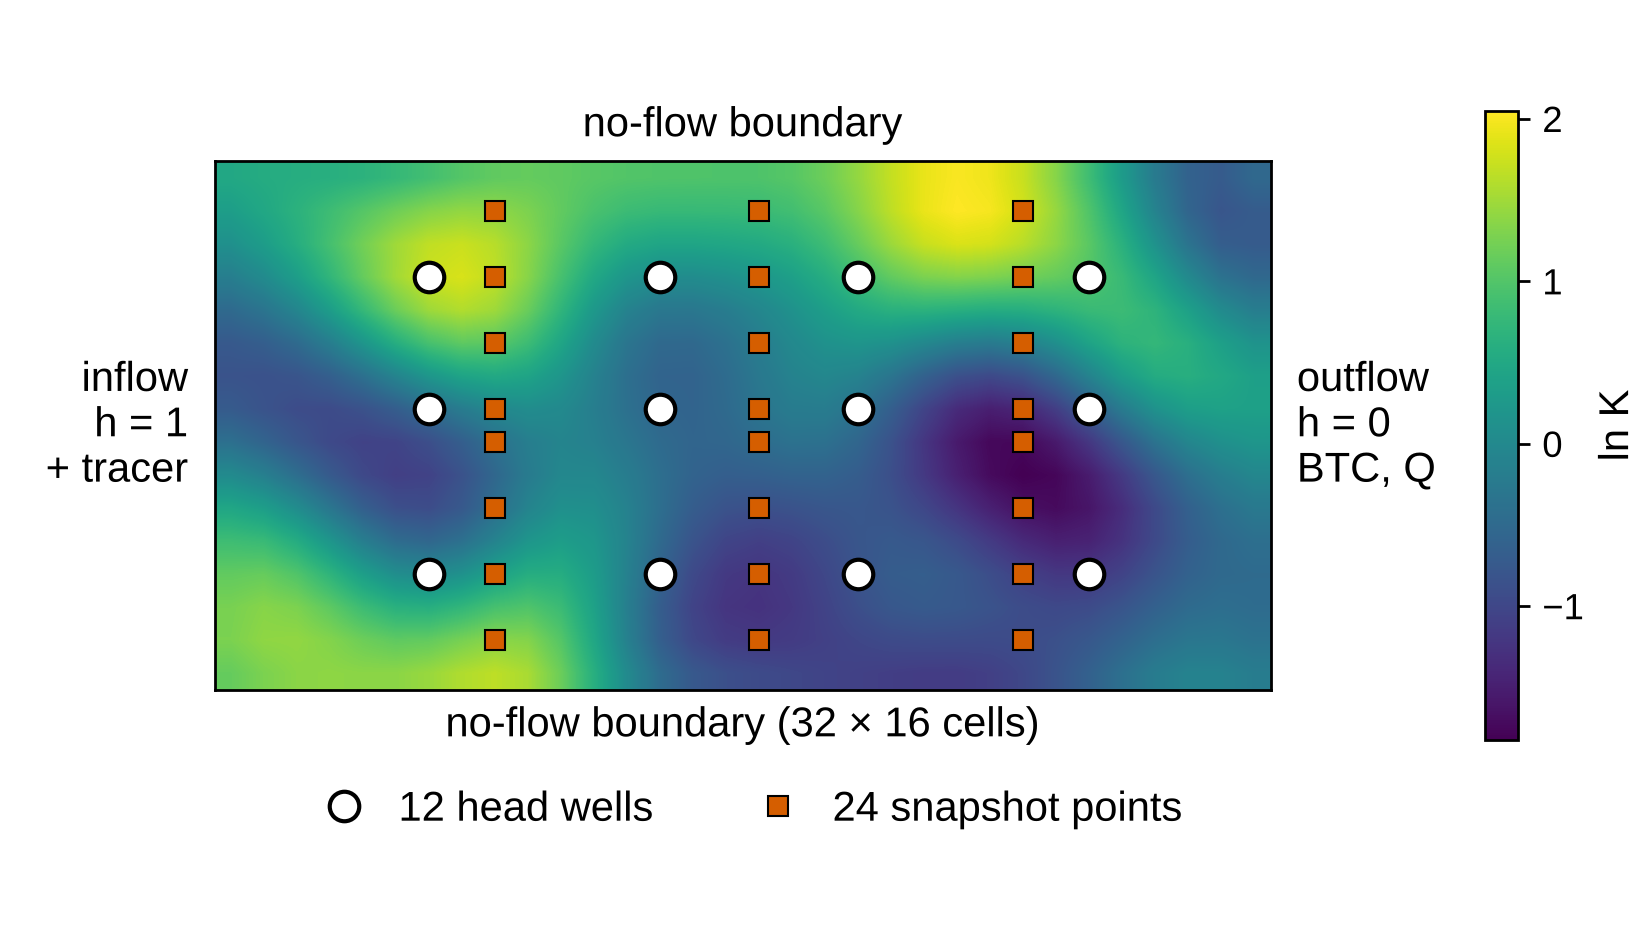 no-flow boundary
inflow
h = 1
+ tracer
outflow
h = 0
BTC, Q
2
1
0
−1
ln K
no-flow boundary (32 × 16 cells)
12 head wells
24 snapshot points